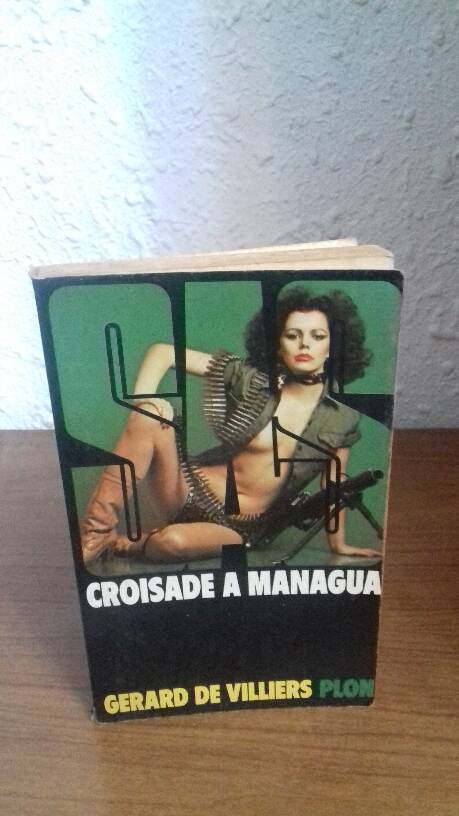 SAS
CROISADE A MANAGUA
GERARD DE VILLIERS PLON